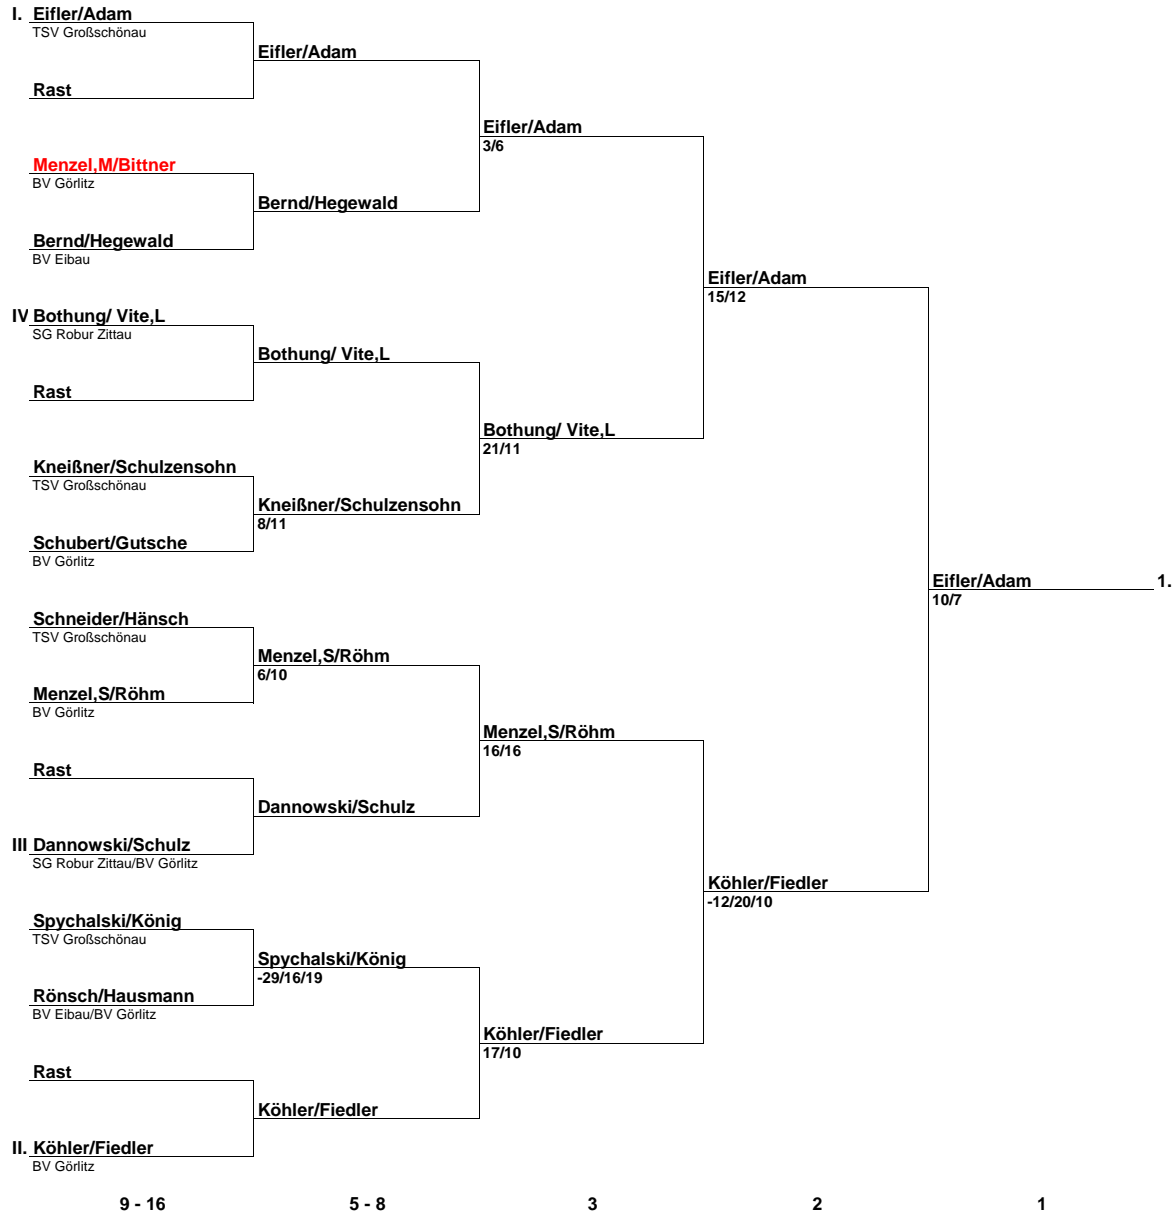 I. Eifler/Adam
TSV Großschönau
Eifler/Adam
Rast
Eifler/Adam
3/6
Menzel,M/Bittner
BV Görlitz
Bernd/Hegewald
Bernd/Hegewald
BV Eibau
Eifler/Adam
15/12
IV Bothung/ Vite,L
SG Robur Zittau
Bothung/ Vite,L
Rast
Bothung/ Vite,L
21/11
Kneißner/Schulzensohn
TSV Großschönau
Kneißner/Schulzensohn
8/11
Schubert/Gutsche
BV Görlitz
Eifler/Adam 1.
10/7
Schneider/Hänsch
TSV Großschönau
Menzel,S/Röhm
6/10
Menzel,S/Röhm
BV Görlitz
Menzel,S/Röhm
16/16
Rast
Dannowski/Schulz
III Dannowski/Schulz
SG Robur Zittau/BV Görlitz
Köhler/Fiedler
-12/20/10
Spychalski/König
TSV Großschönau
Spychalski/König
-29/16/19
Rönsch/Hausmann
BV Eibau/BV Görlitz
Köhler/Fiedler
17/10
Rast
Köhler/Fiedler
II. Köhler/Fiedler
BV Görlitz
9 - 16 5 - 8 3 2 1